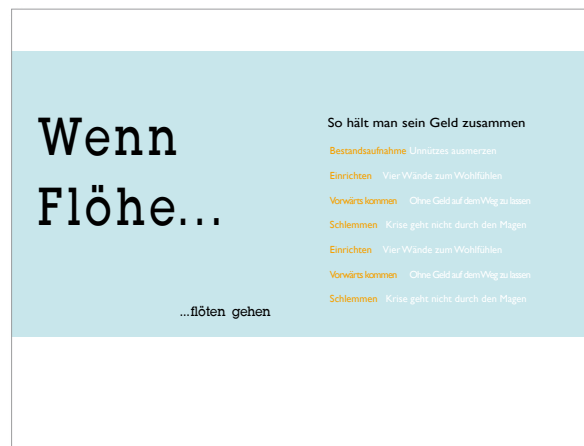 Wenn
Flöhe...
...flöten gehen
So hält man sein Geld zusammen
Bestandsaufnahme Unnützes ausmerzen
Einrichten Vier Wände zum Wohlfühlen
Vorwärts kommen Ohne Geld auf dem Weg zu lassen
Schlemmen Krise geht nicht durch den Magen
Einrichten Vier Wände zum Wohlfühlen
Vorwärts kommen Ohne Geld auf dem Weg zu lassen
Schlemmen Krise geht nicht durch den Magen